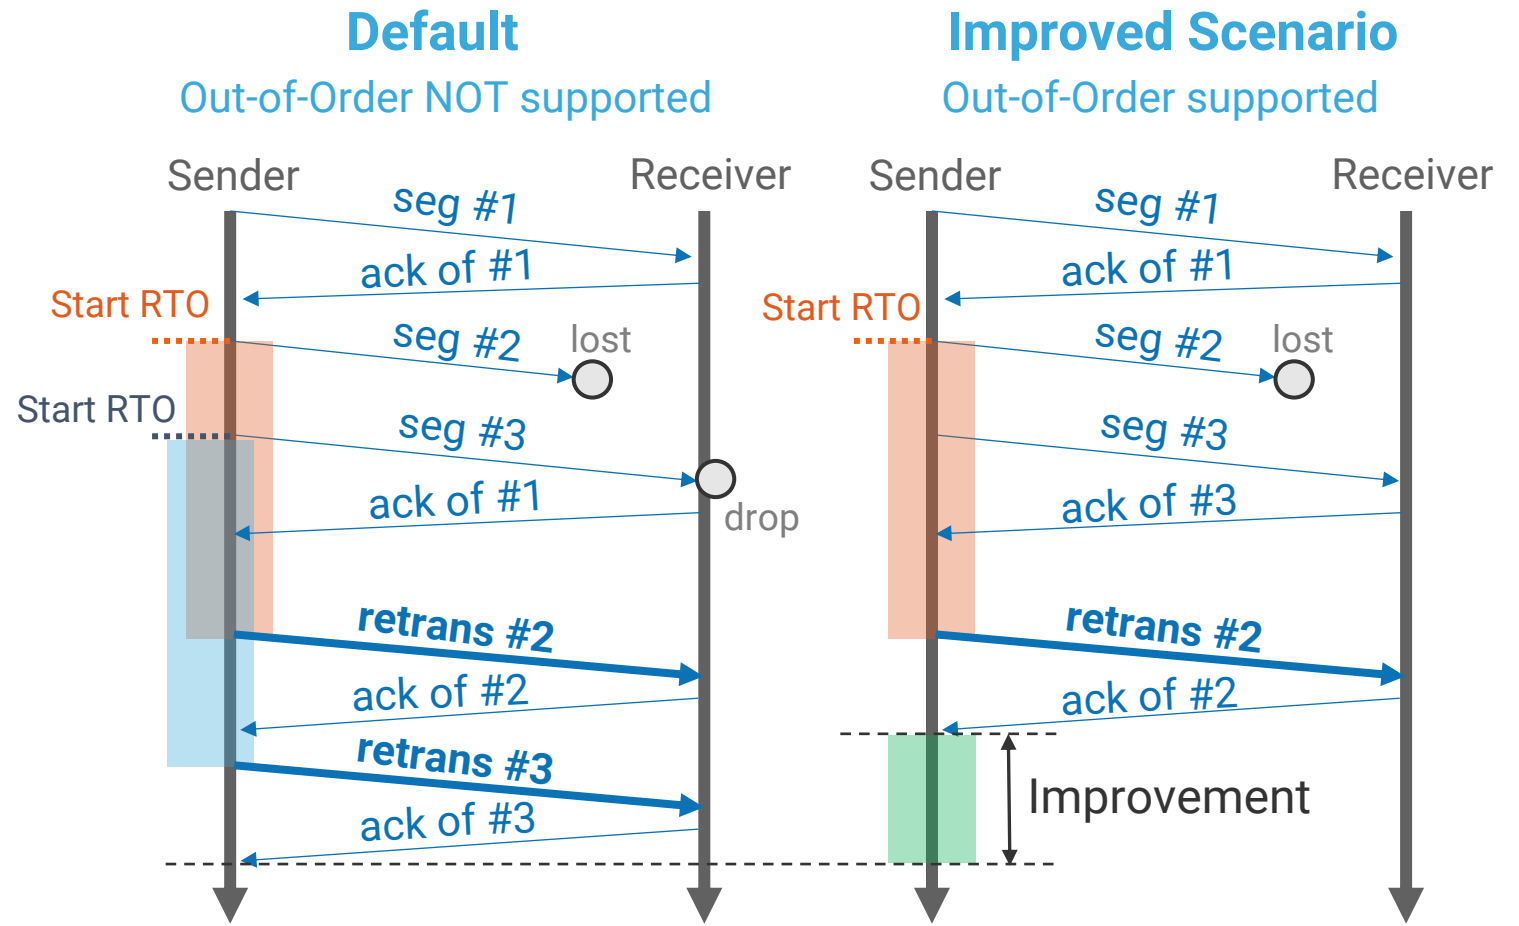 Default
Out-of-Order NOT supported
Sender
Receiver
seg #1
ack of #1
Start RTO
seg #2
lost
Start RTO
seg #3
ack of #1
drop
retrans #2
ack of #2
retrans #3
ack of #3
Improved Scenario
Out-of-Order supported
Sender
Receiver
seg #1
ack of #1
Start RTO
seg #2
lost
seg #3
ack of #3
retrans #2
ack of #2
Improvement